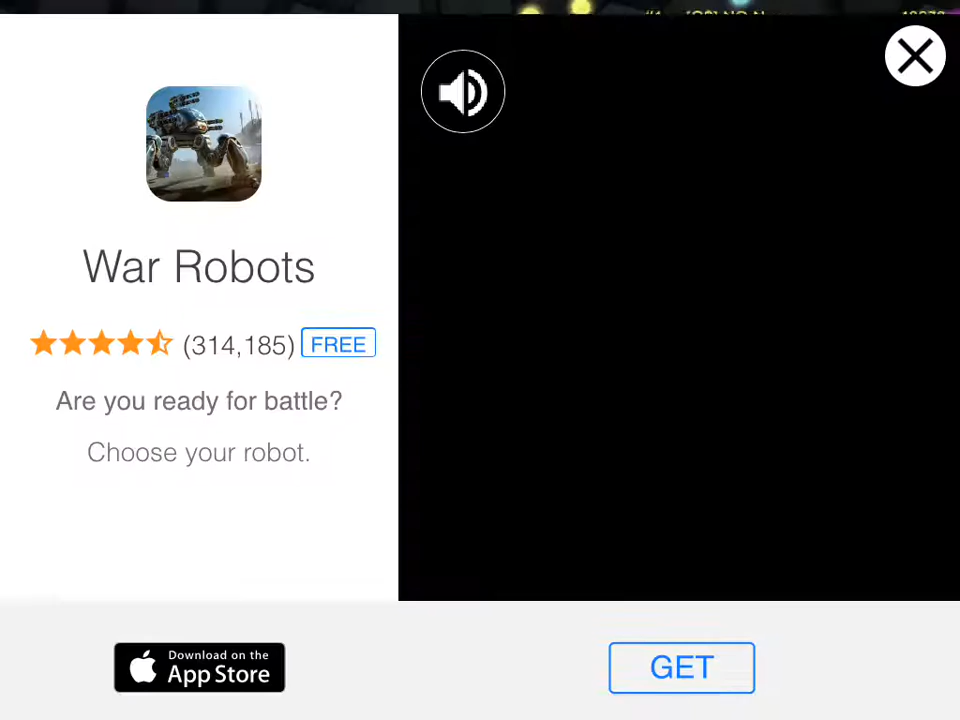 War Robots
(314,185) FREE
Are you ready for battle?
Choose your robot.
Download on the
App Store
GET